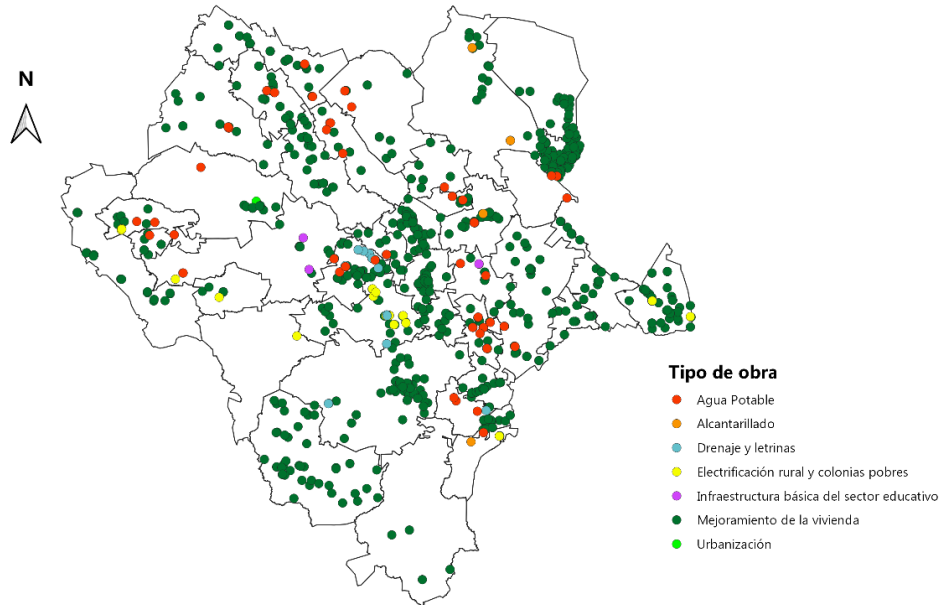 N
Tipo de obra
Agua Potable
Alcantarillado
Drenaje y letrinas
Electrificación rural y colonias pobres
Infraestructura básica del sector educativo
Mejoramiento de la vivienda
Urbanización